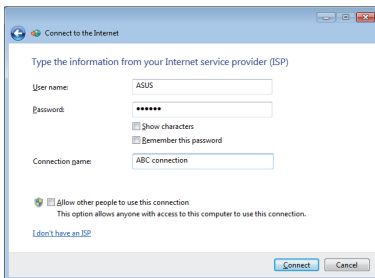 Connect to the Internet
Type the information from your Internet service provider (ISP)
User name: ASUS
Password: ••••••
Show characters
Remember this password
Connection name: ABC connection
Allow other people to use this connection
This option allows anyone with access to this computer to use this connection.
I don't have an ISP
Connect Cancel